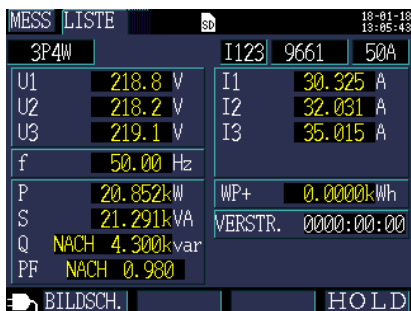 MESS LISTE SD 18-01-18
13:05:43
3P4W I123 9661 50A
U1 218.8 V I1 30.325 A
U2 218.2 V I2 32.031 A
U3 219.1 V I3 35.015 A
f 50.00 Hz
P 20.852kW WP+ 0.0000kWh
S 21.291kVA VERSTR. 0000:00:00
Q NACH 4.300kvar
PF NACH 0.980
BILDSCH. HOLD